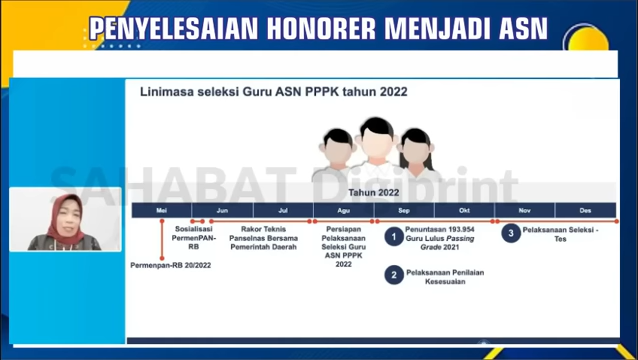 PENYELESAIAN HONORER MENJADI ASN
Linimasa seleksi Guru ASN PPPK tahun 2022
SAHABAT Digiprint
Tahun 2022
Mei Jun Jul Agu Sep Okt Nov Des
Sosialisasi
PermenPAN-
RB
Permenpan-RB 20/2022
Rakor Teknis
Panselnas Bersama
Pemerintah Daerah
Persiapan
Pelaksanaan
Seleksi Guru
ASN PPPK
2022
1
Penuntasan 193.954
Guru Lulus Passing
Grade 2021
2
Pelaksanaan Penilaian
Kesesuaian
3
Pelaksanaan Seleksi -
Tes